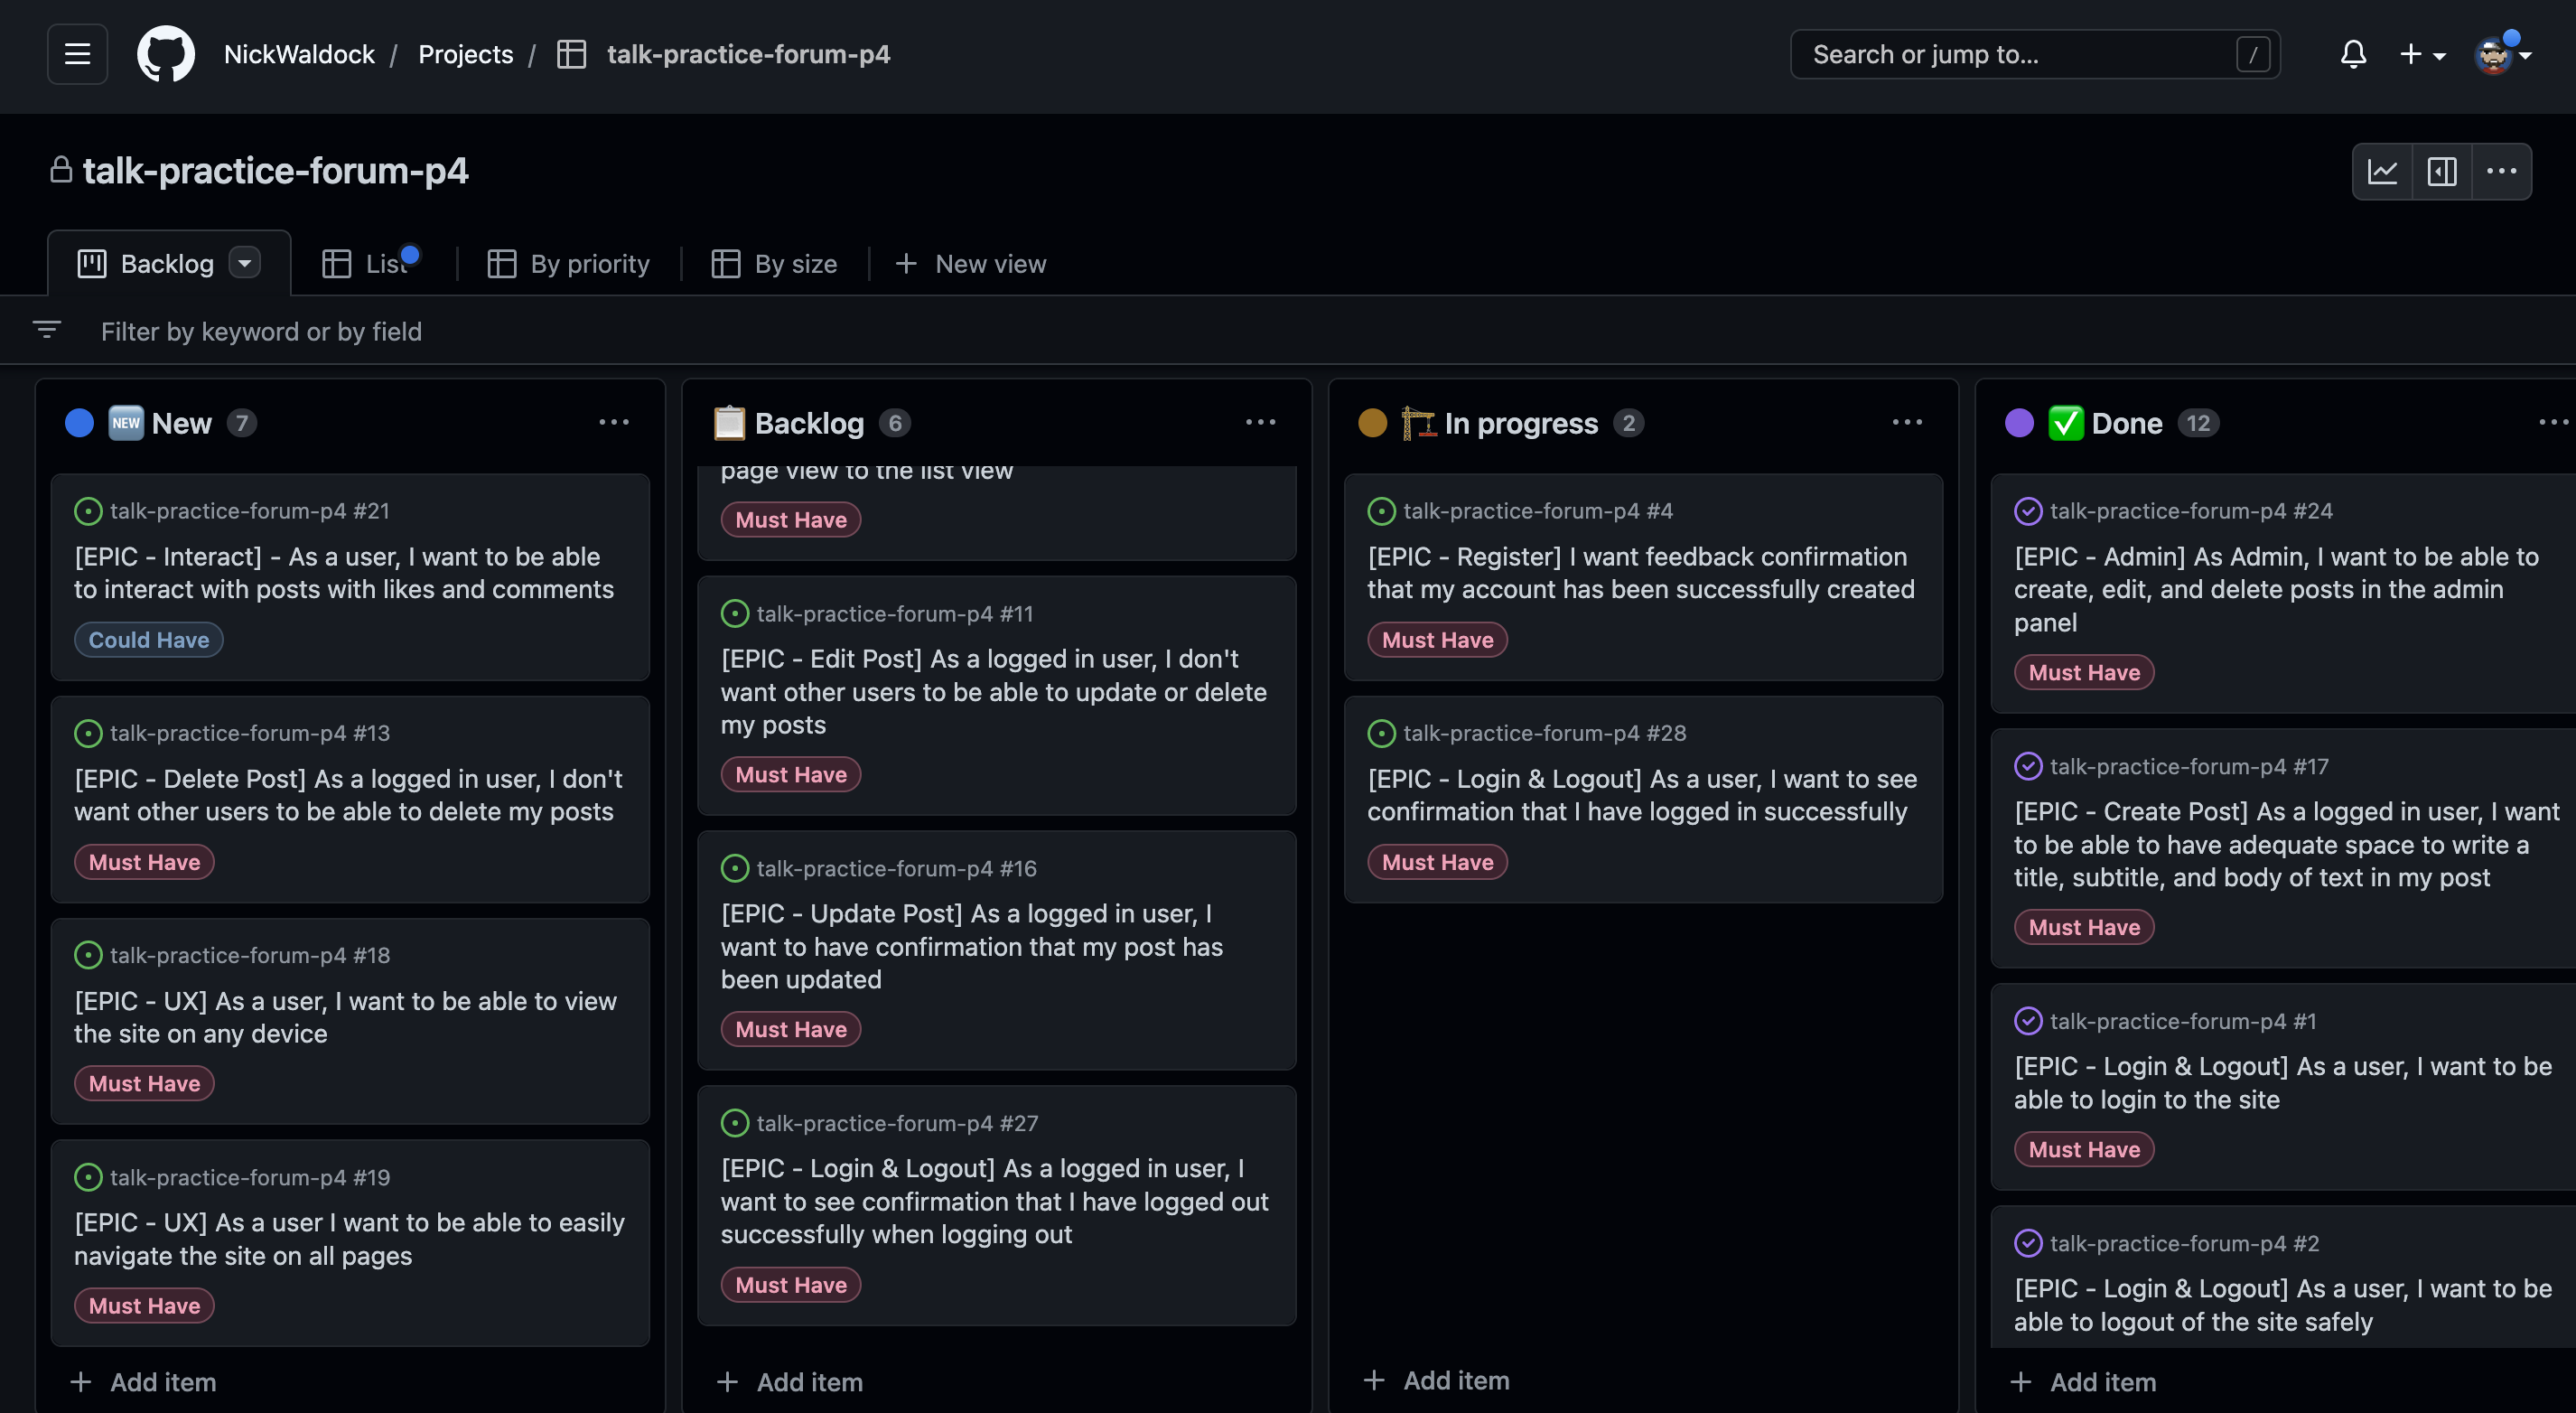 NickWaldock / Projects / talk-practice-forum-p4
Search or jump to... /
talk-practice-forum-p4
Backlog
List
By priority
By size
+ New view
Filter by keyword or by field
NEW New 7
talk-practice-forum-p4 #21
[EPIC - Interact] - As a user, I want to be able
to interact with posts with likes and comments
Could Have
talk-practice-forum-p4 #13
[EPIC - Delete Post] As a logged in user, I don't
want other users to be able to delete my posts
Must Have
talk-practice-forum-p4 #18
[EPIC - UX] As a user, I want to be able to view
the site on any device
Must Have
talk-practice-forum-p4 #19
[EPIC - UX] As a user I want to be able to easily
navigate the site on all pages
Must Have
+ Add item
Backlog 6
page view to the list view
Must Have
talk-practice-forum-p4 #11
[EPIC - Edit Post] As a logged in user, I don't
want other users to be able to update or delete
my posts
Must Have
talk-practice-forum-p4 #16
[EPIC - Update Post] As a logged in user, I
want to have confirmation that my post has
been updated
Must Have
talk-practice-forum-p4 #27
[EPIC - Login & Logout] As a logged in user, I
want to see confirmation that I have logged out
successfully when logging out
Must Have
+ Add item
In progress 2
talk-practice-forum-p4 #4
[EPIC - Register] I want feedback confirmation
that my account has been successfully created
Must Have
talk-practice-forum-p4 #28
[EPIC - Login & Logout] As a user, I want to see
confirmation that I have logged in successfully
Must Have
+ Add item
Done 12
talk-practice-forum-p4 #24
[EPIC - Admin] As Admin, I want to be able to
create, edit, and delete posts in the admin
panel
Must Have
talk-practice-forum-p4 #17
[EPIC - Create Post] As a logged in user, I want
to be able to have adequate space to write a
title, subtitle, and body of text in my post
Must Have
talk-practice-forum-p4 #1
[EPIC - Login & Logout] As a user, I want to be
able to login to the site
Must Have
talk-practice-forum-p4 #2
[EPIC - Login & Logout] As a user, I want to be
able to logout of the site safely
+ Add item